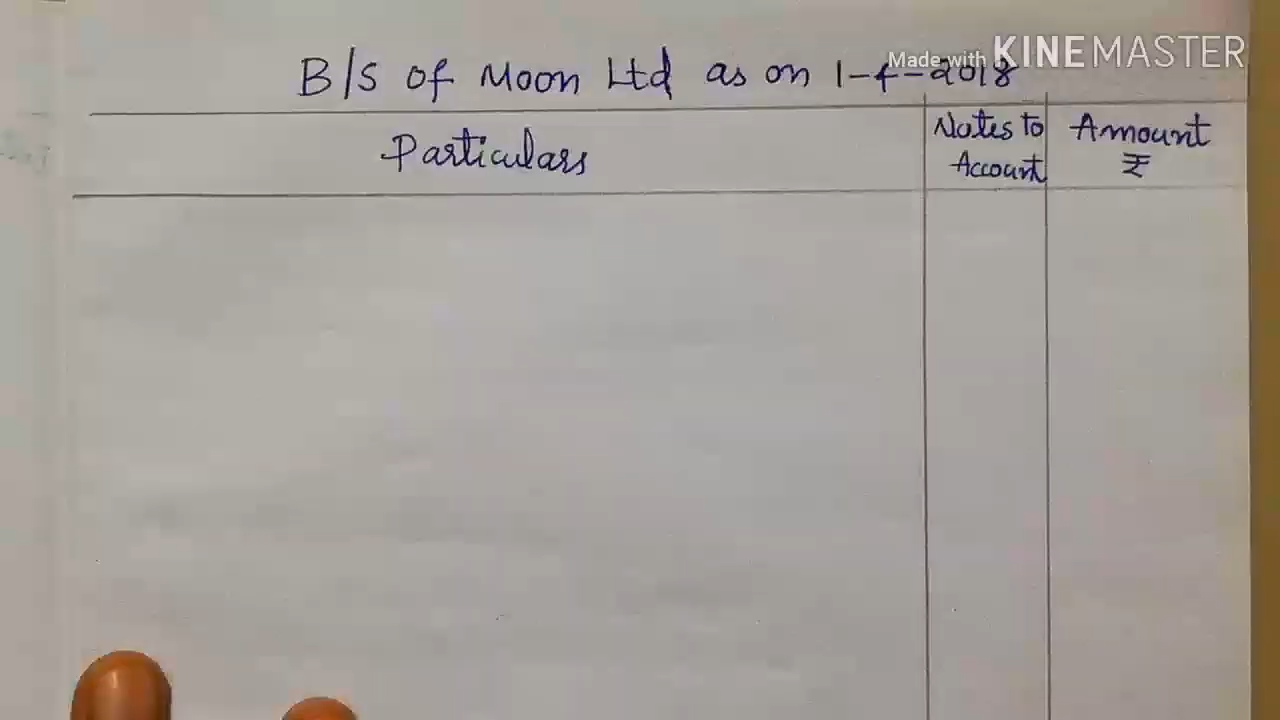 Made with KINEMASTER
B/S of Moon Ltd as on 1-4-2018
Particulars
Notes to
Account
Amount
₹